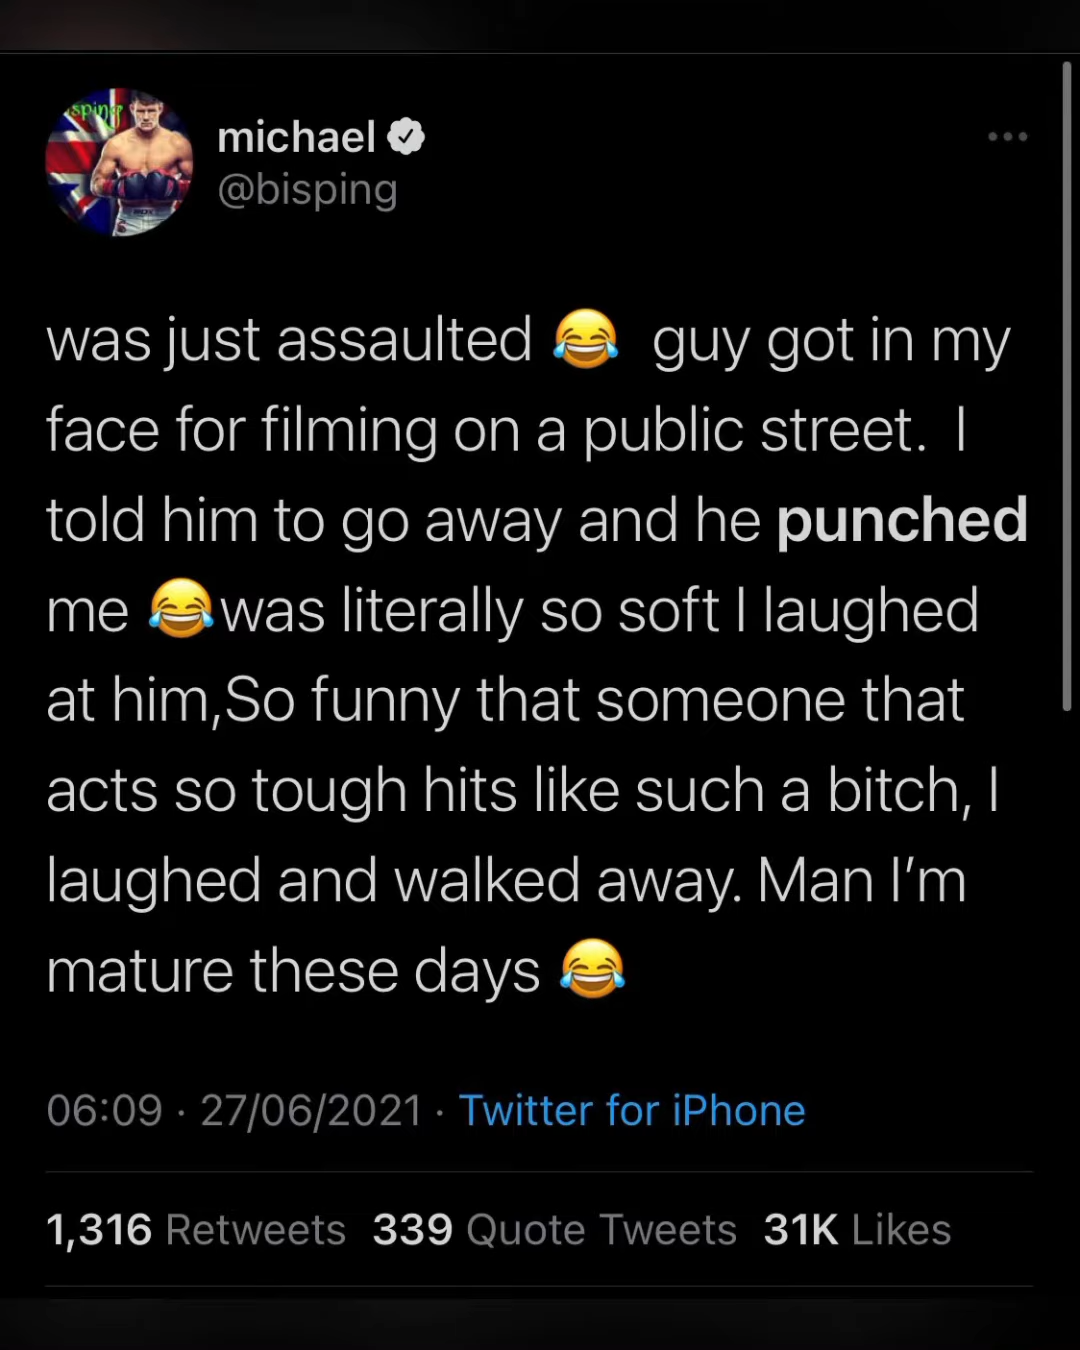 sping
michael
@bisping
was just assaulted 😂 guy got in my
face for filming on a public street. I
told him to go away and he punched
me 😂was literally so soft I laughed
at him,So funny that someone that
acts so tough hits like such a bitch, I
laughed and walked away. Man I’m
mature these days 😂
06:09 · 27/06/2021 · Twitter for iPhone
1,316 Retweets 339 Quote Tweets 31K Likes